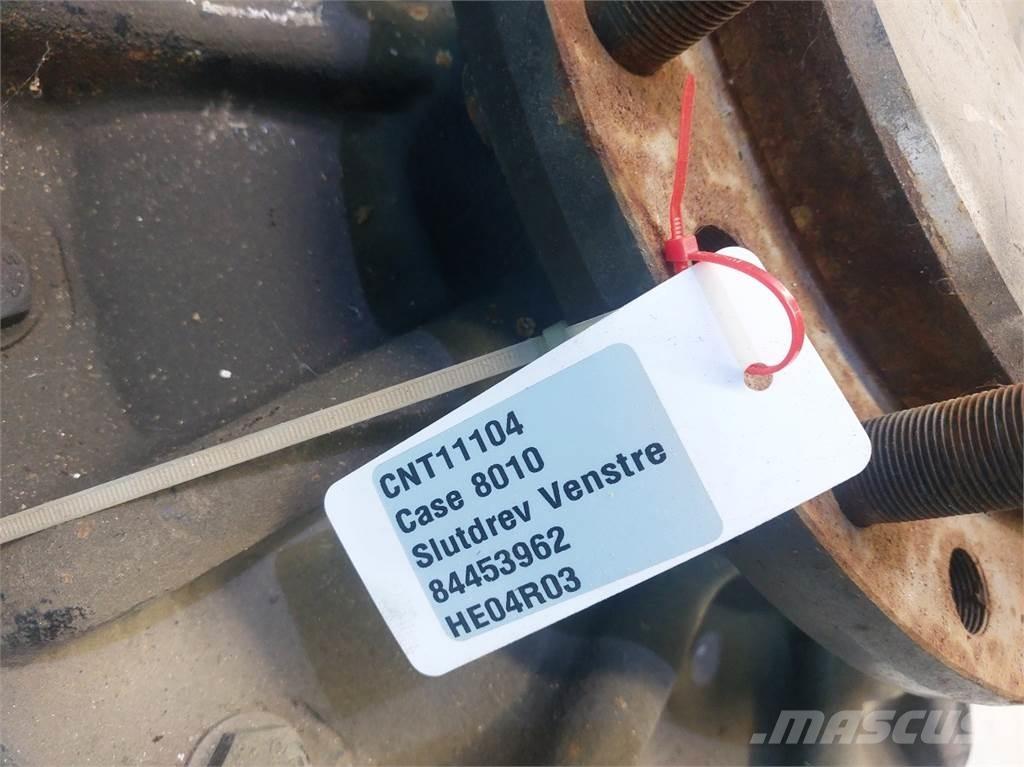 CNT11104
Case 8010
Slutdrev Venstre
84453962
HE04R03
MASCUS